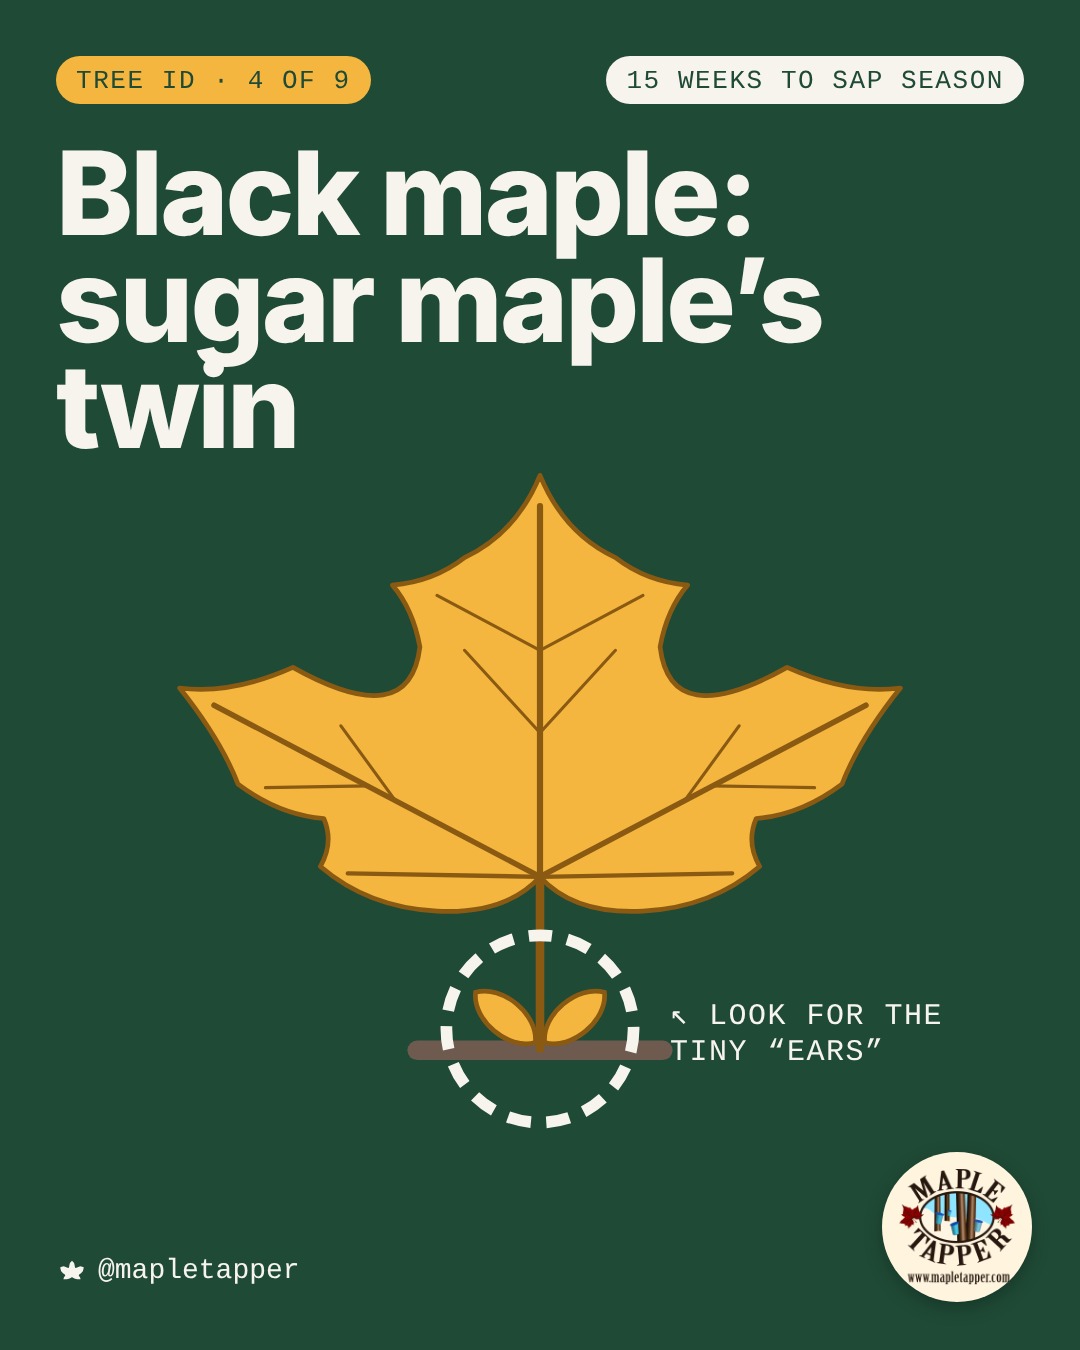 TREE ID · 4 OF 9
15 WEEKS TO SAP SEASON
Black maple:
sugar maple’s
twin
↖ LOOK FOR THE
TINY “EARS”
MAPLE
TAPPER
www.mapletapper.com
@mapletapper